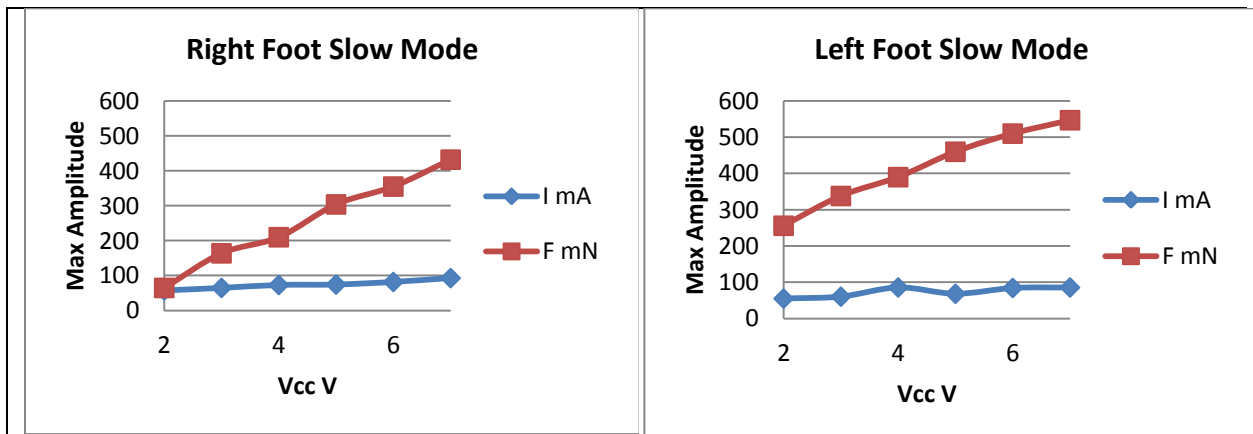 Right Foot Slow Mode
Max Amplitude
600
500
400
300
200
100
0
2 4 6
Vcc V
I mA
F mN
Left Foot Slow Mode
Max Amplitude
600
500
400
300
200
100
0
2 4 6
Vcc V
I mA
F mN